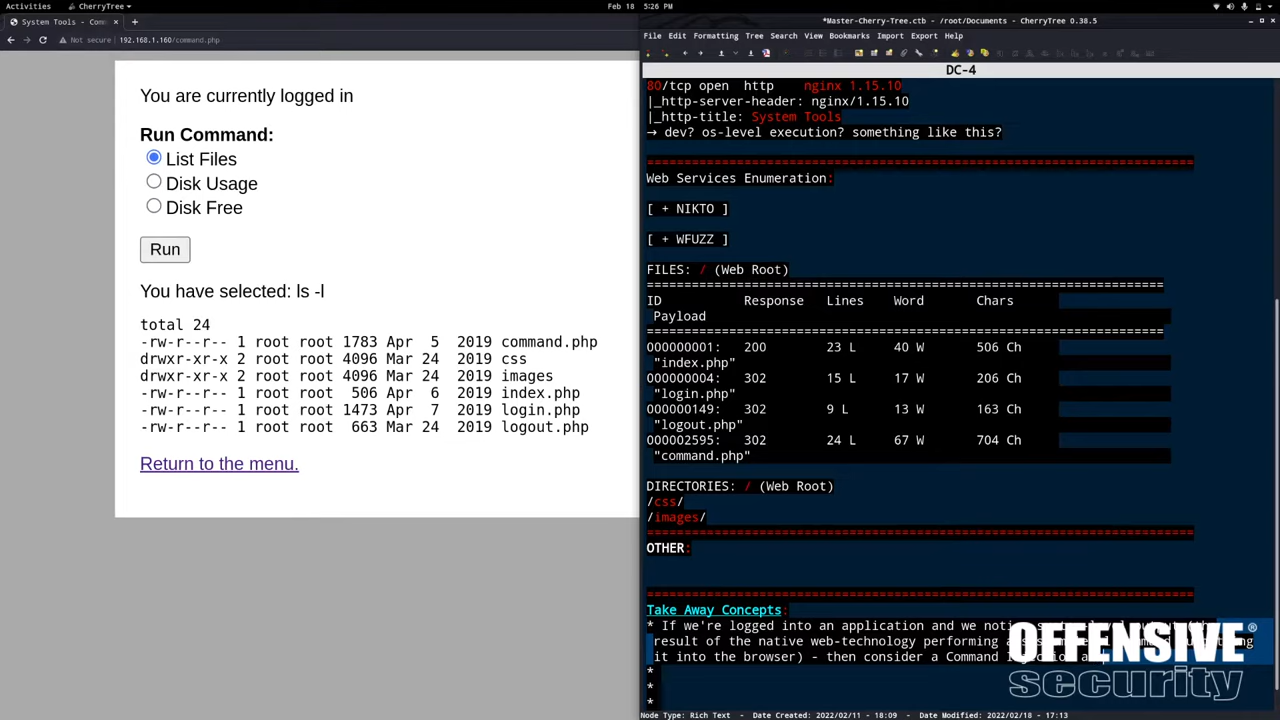 Activities
CherryTree
Feb 18
5:26 PM
System Tools - Com
Not secure
192.168.1.160/command.php
You are currently logged in
Run Command:
List Files
Disk Usage
Disk Free
Run
You have selected: ls -l
total 24
-rw-r--r-- 1 root root 1783 Apr  5  2019 command.php
drwxr-xr-x 2 root root 4096 Mar 24  2019 css
drwxr-xr-x 2 root root 4096 Mar 24  2019 images
-rw-r--r-- 1 root root  506 Apr  6  2019 index.php
-rw-r--r-- 1 root root 1473 Apr  7  2019 login.php
-rw-r--r-- 1 root root  663 Mar 24  2019 logout.php
Return to the menu.
*Master-Cherry-Tree.ctb - /root/Documents - CherryTree 0.38.5
File Edit Formatting Tree Search View Bookmarks Import Export Help
DC-4
80/tcp open  http    nginx 1.15.10
|_http-server-header: nginx/1.15.10
|_http-title: System Tools
→ dev? os-level execution? something like this?
==============================================================
Web Services Enumeration:
[ + NIKTO ]
[ + WFUZZ ]
FILES: / (Web Root)
===========================================================
ID Response Lines Word Chars
Payload
===========================================================
000000001: 200 23 L 40 W 506 Ch
"index.php"
000000004: 302 15 L 17 W 206 Ch
"login.php"
000000149: 302 9 L 13 W 163 Ch
"logout.php"
000002595: 302 24 L 67 W 704 Ch
"command.php"
DIRECTORIES: / (Web Root)
/css/
/images/
==============================================================
OTHER:
==============================================================
Take Away Concepts:
* If we're logged into an application and we
result of the native web-technology performing a
it into the browser) - then consider a Command
*
*
*
OFFENSIVE®
security
Node Type: Rich Text - Date Created: 2022/02/11 - 18:09 - Date Modified: 2022/02/18 - 17:13